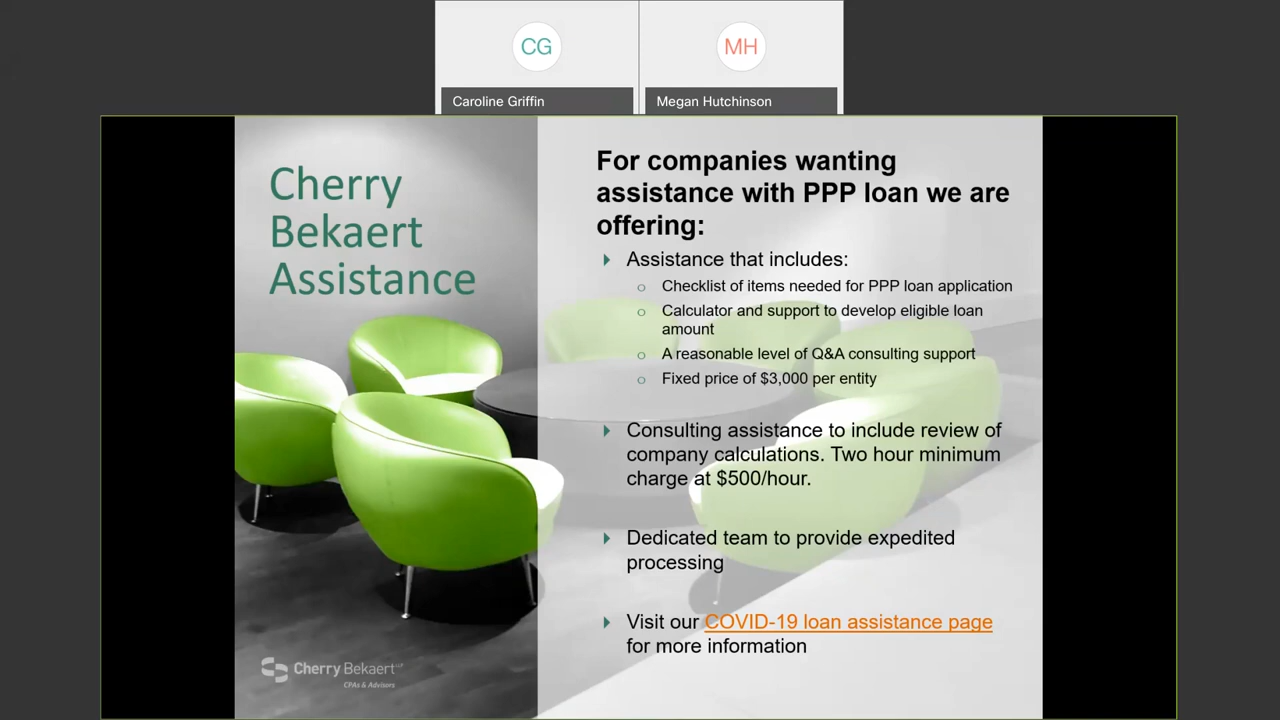 CG
MH
Caroline Griffin
Megan Hutchinson
Cherry
Bekaert
Assistance
For companies wanting
assistance with PPP loan we are
offering:
Assistance that includes:
Checklist of items needed for PPP loan application
Calculator and support to develop eligible loan
amount
A reasonable level of Q&A consulting support
Fixed price of $3,000 per entity
Consulting assistance to include review of
company calculations. Two hour minimum
charge at $500/hour.
Dedicated team to provide expedited
processing
Visit our COVID-19 loan assistance page
for more information
Cherry Bekaert LLP
CPAs & Advisors